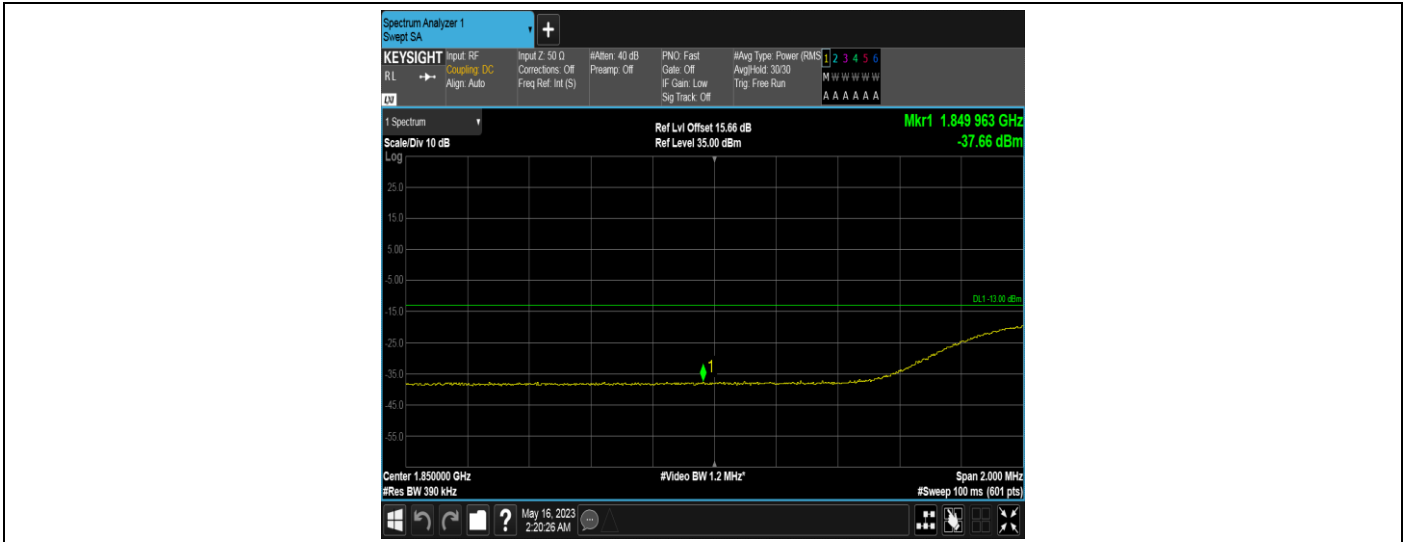 Spectrum Analyzer 1
Swept SA
+
KEYSIGHT
RL
LXI
Input: RF
Coupling: DC
Align: Auto
Input Z: 50 Ω
Corrections: Off
Freq Ref: Int (S)
#Atten: 40 dB
Preamp: Off
PNO: Fast
Gate: Off
IF Gain: Low
Sig Track: Off
#Avg Type: Power (RMS
Avg|Hold: 30/30
Trig: Free Run
1 2 3 4 5 6
M W W W W W
A A A A A A
1 Spectrum
Scale/Div 10 dB
Ref Lvl Offset 15.66 dB
Ref Level 35.00 dBm
Mkr1 1.849 963 GHz
-37.66 dBm
Log
25.0
15.0
5.00
-5.00
DL1 -13.00 dBm
-15.0
-25.0
1
-35.0
-45.0
-55.0
Center 1.850000 GHz
#Video BW 1.2 MHz*
Span 2.000 MHz
#Res BW 390 kHz
#Sweep 100 ms (601 pts)
?
May 16, 2023
2:20:26 AM